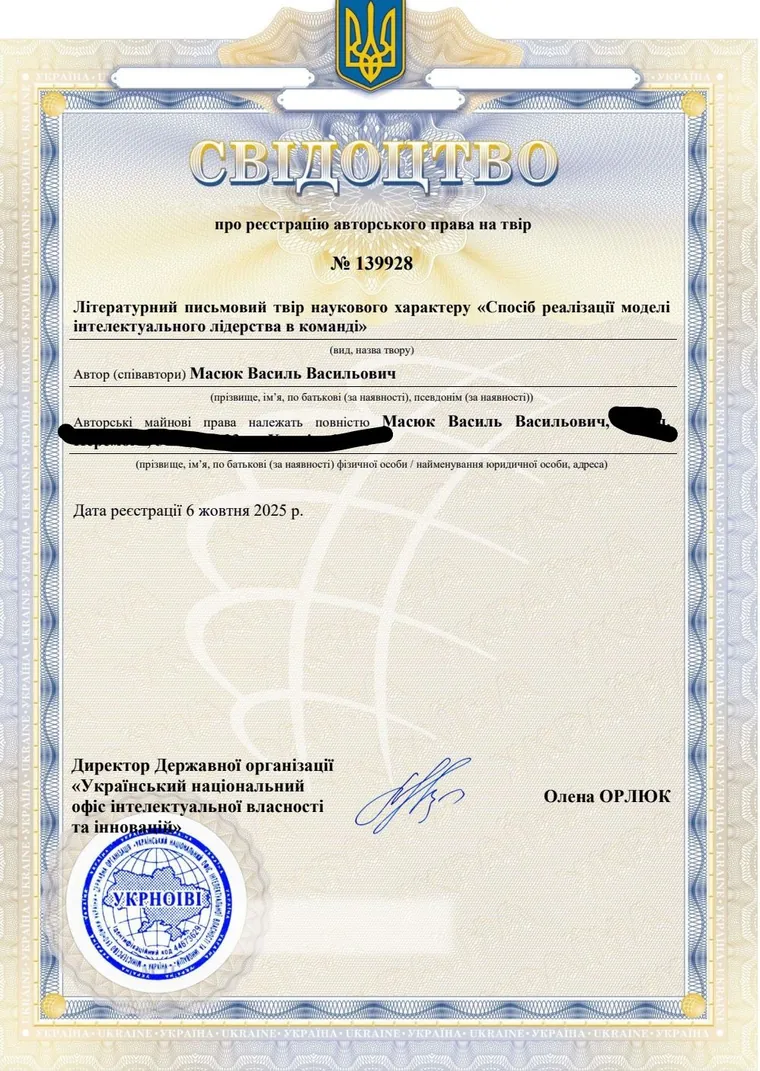 СВІДОЦТВО
про реєстрацію авторського права на твір
№ 139928
Літературний письмовий твір наукового характеру «Спосіб реалізації моделі
інтелектуального лідерства в команді»
(вид, назва твору)
Автор (співавтори) Масюк Василь Васильович
(прізвище, ім’я, по батькові (за наявності), псевдонім (за наявності))
Авторські майнові права належать повністю Масюк Василь Васильович,
(прізвище, ім’я, по батькові (за наявності) фізичної особи / найменування юридичної особи, адреса)
Дата реєстрації 6 жовтня 2025 р.
Директор Державної організації
«Український національний
офіс інтелектуальної власності
та інновацій»
Олена ОРЛЮК
УКРНОІВІ